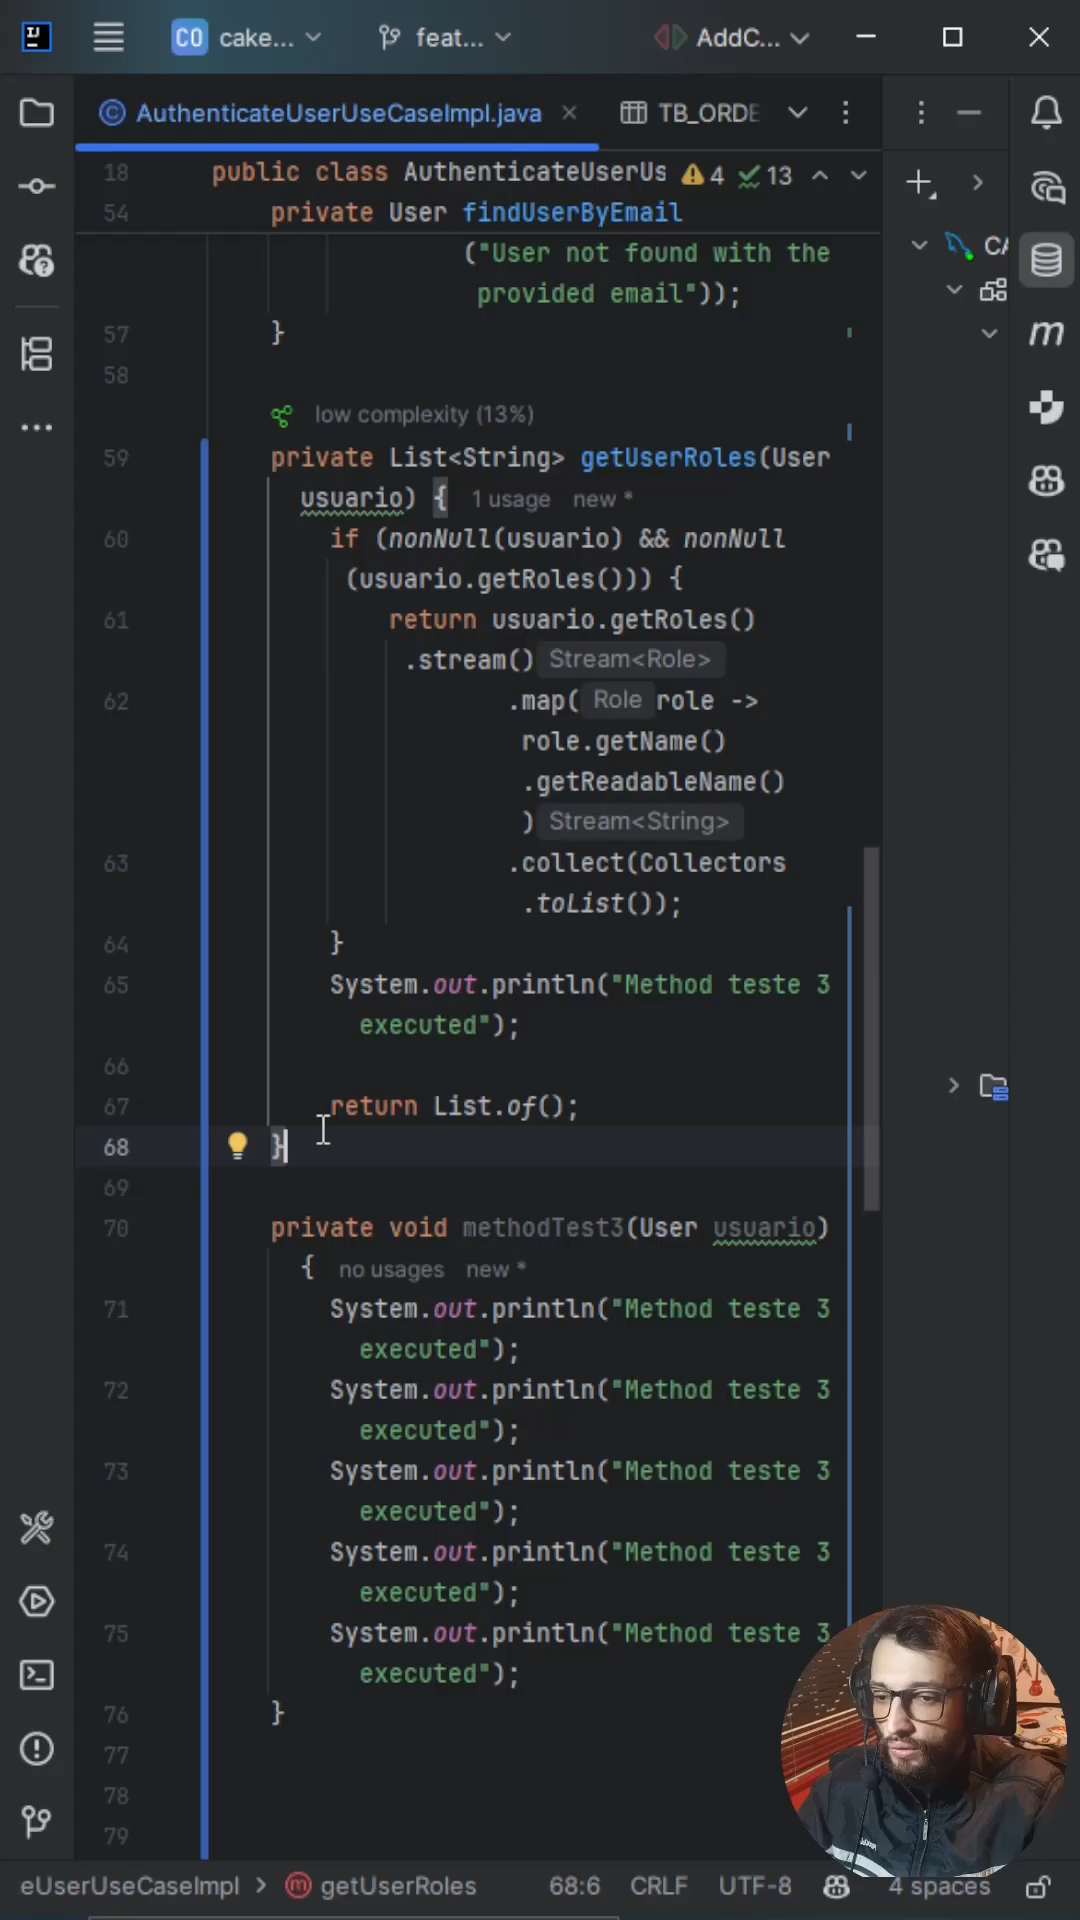 IJ CO cake... feat... AddC...
AuthenticateUserUseCaseImpl.java TB_ORDE
18 public class AuthenticateUserUs 4 13
54 private User findUserByEmail
("User not found with the
provided email"));
57 }
58
low complexity (13%)
59 private List<String> getUserRoles(User
usuario) { 1 usage new *
60 if (nonNull(usuario) && nonNull
(usuario.getRoles())) {
61 return usuario.getRoles()
.stream() Stream<Role>
62 .map( Role role ->
role.getName()
.getReadableName()
) Stream<String>
63 .collect(Collectors
.toList());
64 }
65 System.out.println("Method teste 3
executed");
66
67 return List.of();
68 }
69
70 private void methodTest3(User usuario)
{ no usages new *
71 System.out.println("Method teste 3
executed");
72 System.out.println("Method teste 3
executed");
73 System.out.println("Method teste 3
executed");
74 System.out.println("Method teste 3
executed");
75 System.out.println("Method teste 3
executed");
76 }
77
78
79
CA
m
eUserUseCaseImpl > m getUserRoles 68:6 CRLF UTF-8 4 spaces